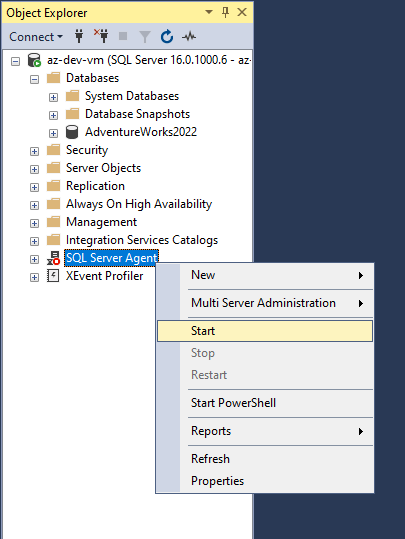 Object Explorer
Connect
az-dev-vm (SQL Server 16.0.1000.6 - az-
Databases
System Databases
Database Snapshots
AdventureWorks2022
Security
Server Objects
Replication
Always On High Availability
Management
Integration Services Catalogs
SQL Server Agent
XEvent Profiler
New
Multi Server Administration
Start
Stop
Restart
Start PowerShell
Reports
Refresh
Properties